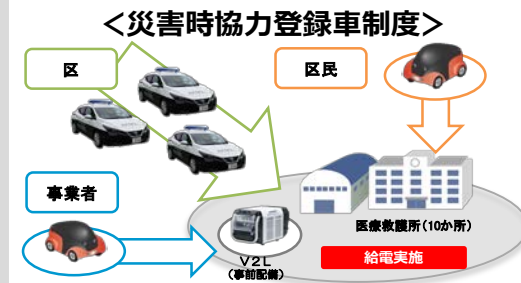 ＜災害時協力登録車制度＞
区
区民
事業者
医療救護所(10か所)
V2L
(事前配備)
給電実施